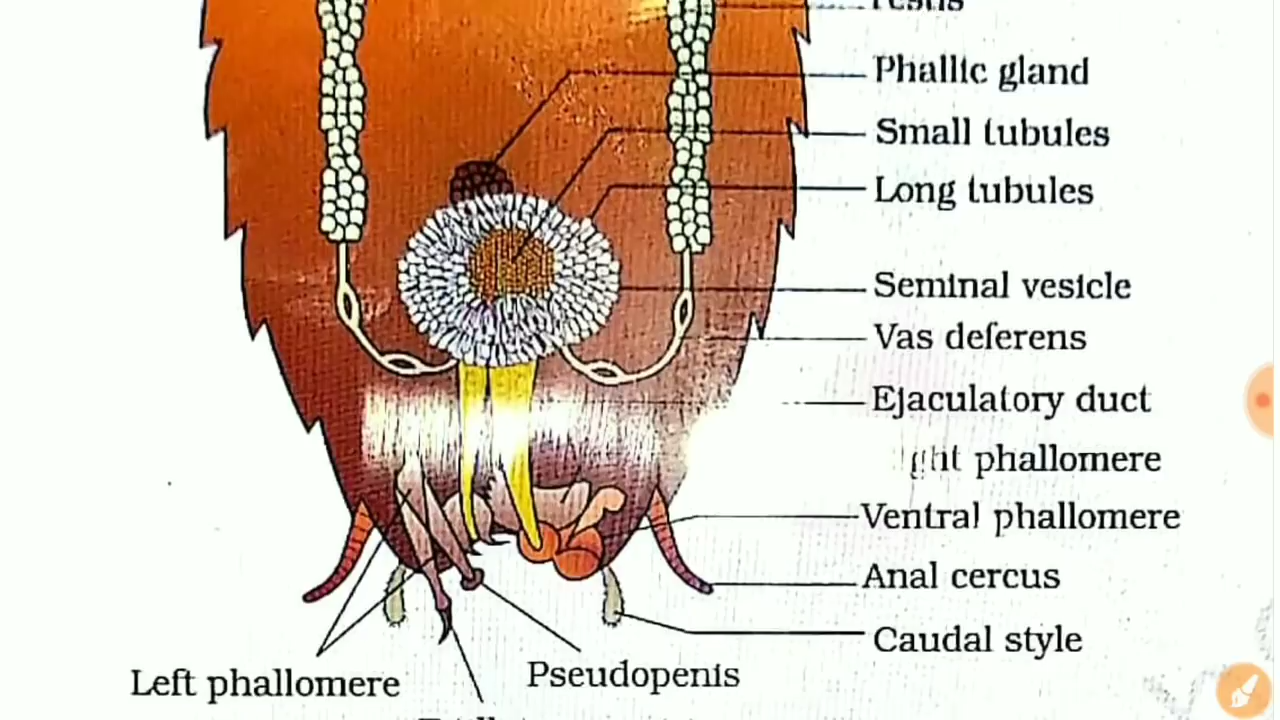 Phallic gland
Small tubules
Long tubules
Seminal vesicle
Vas deferens
Ejaculatory duct
ght phallomere
Ventral phallomere
Anal cercus
Caudal style
Pseudopenis
Left phallomere